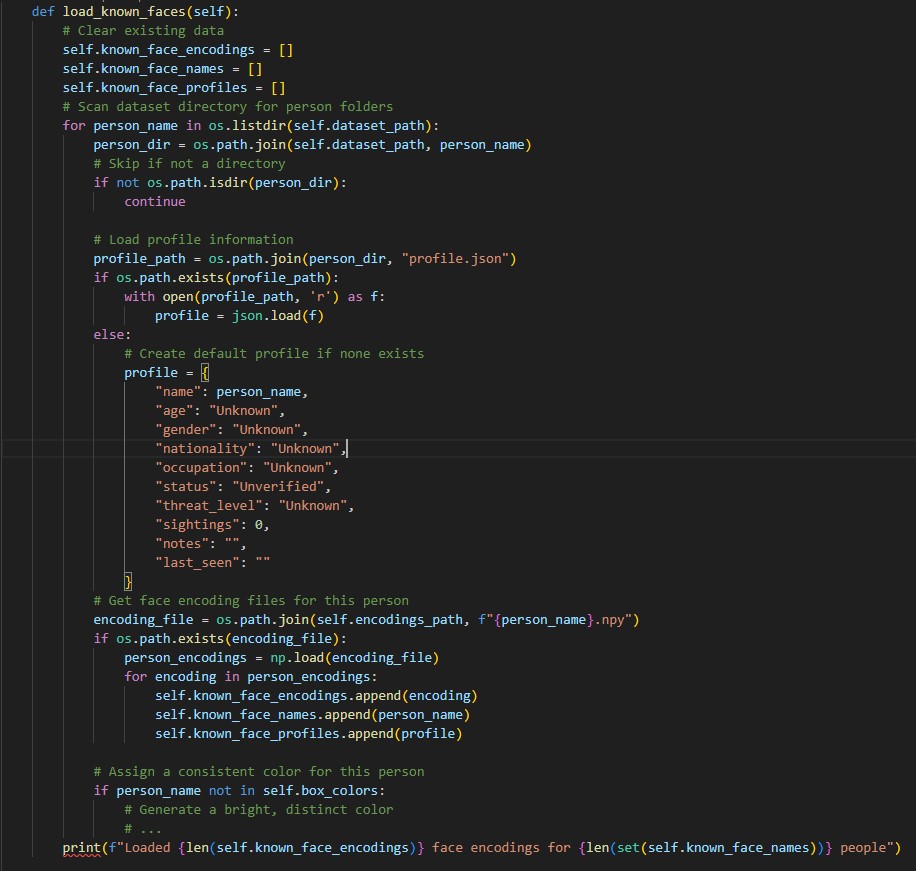 def load_known_faces(self):
    # Clear existing data
    self.known_face_encodings = []
    self.known_face_names = []
    self.known_face_profiles = []
    # Scan dataset directory for person folders
    for person_name in os.listdir(self.dataset_path):
        person_dir = os.path.join(self.dataset_path, person_name)
        # Skip if not a directory
        if not os.path.isdir(person_dir):
            continue

        # Load profile information
        profile_path = os.path.join(person_dir, "profile.json")
        if os.path.exists(profile_path):
            with open(profile_path, 'r') as f:
                profile = json.load(f)
        else:
            # Create default profile if none exists
            profile = {
                "name": person_name,
                "age": "Unknown",
                "gender": "Unknown",
                "nationality": "Unknown",
                "occupation": "Unknown",
                "status": "Unverified",
                "threat_level": "Unknown",
                "sightings": 0,
                "notes": "",
                "last_seen": ""
            }
        # Get face encoding files for this person
        encoding_file = os.path.join(self.encodings_path, f"{person_name}.npy")
        if os.path.exists(encoding_file):
            person_encodings = np.load(encoding_file)
            for encoding in person_encodings:
                self.known_face_encodings.append(encoding)
                self.known_face_names.append(person_name)
                self.known_face_profiles.append(profile)

        # Assign a consistent color for this person
        if person_name not in self.box_colors:
            # Generate a bright, distinct color
            # ...
    print(f"Loaded {len(self.known_face_encodings)} face encodings for {len(set(self.known_face_names))} people")